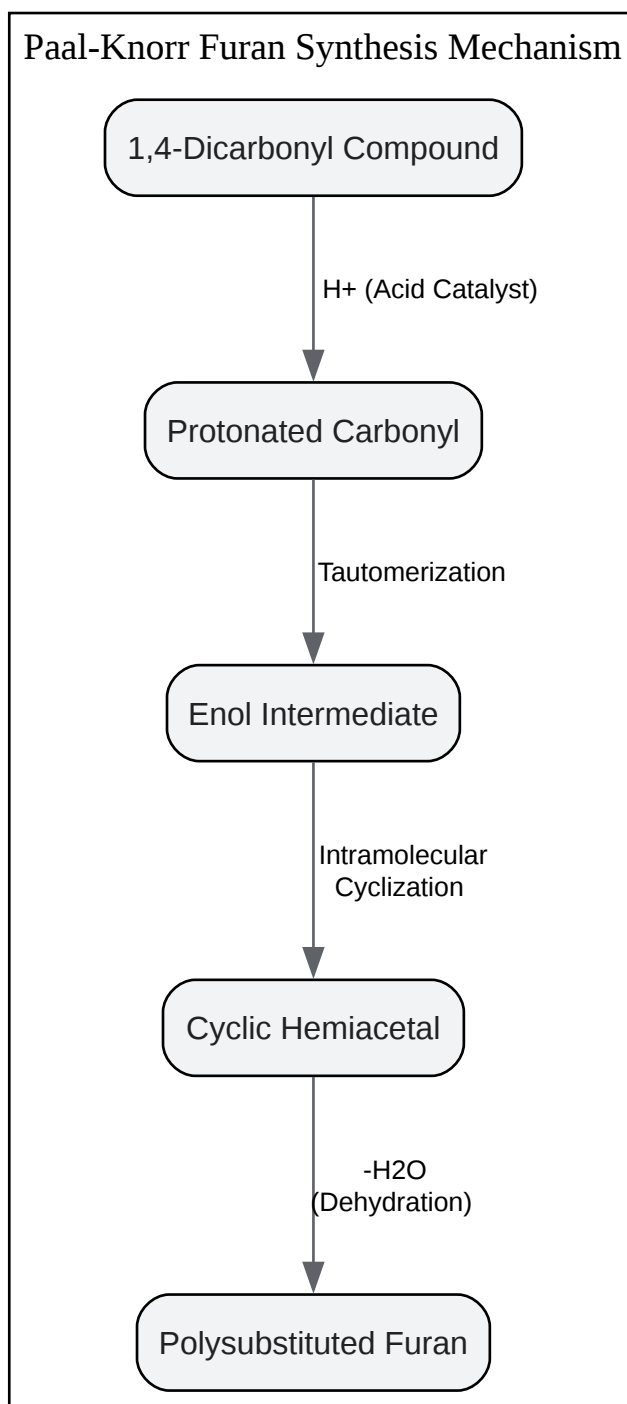 Paal-Knorr Furan Synthesis Mechanism
1,4-Dicarbonyl Compound
H+ (Acid Catalyst)
Protonated Carbonyl
Tautomerization
Enol Intermediate
Intramolecular
Cyclization
Cyclic Hemiacetal
-H2O
(Dehydration)
Polysubstituted Furan